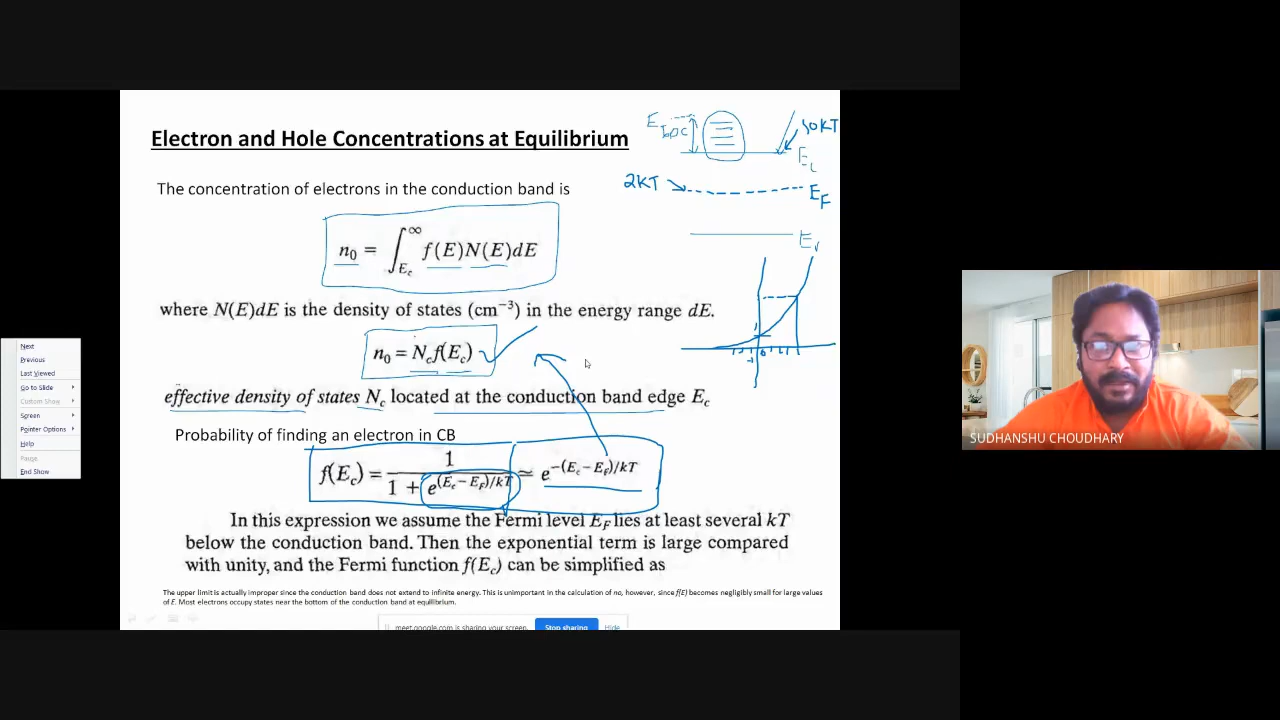 Electron and Hole Concentrations at Equilibrium
The concentration of electrons in the conduction band is
n₀ = ∫_{E_c}^{∞} f(E)N(E)dE
where N(E)dE is the density of states (cm⁻³) in the energy range dE.
n₀ = N_c f(E_c)
effective density of states N_c located at the conduction band edge E_c
Probability of finding an electron in CB
f(E_c) = 1 / (1 + e^{(E_c − E_F)/kT}) ≃ e^{−(E_c − E_F)/kT}
In this expression we assume the Fermi level E_F lies at least several kT
below the conduction band. Then the exponential term is large compared
with unity, and the Fermi function f(E_c) can be simplified as
The upper limit is actually improper since the conduction band does not extend to infinite energy. This is unimportant in the calculation of no, however, since f(E) becomes negligibly small for large values
of E. Most electrons occupy states near the bottom of the conduction band at equilibrium.
2KT
E_F
E_v
Next
Previous
Last Viewed
Go to Slide
Custom Show
Screen
Pointer Options
Help
Pause
End Show
meet.google.com is sharing your screen.
Stop sharing
Hide
SUDHANSHU CHOUDHARY